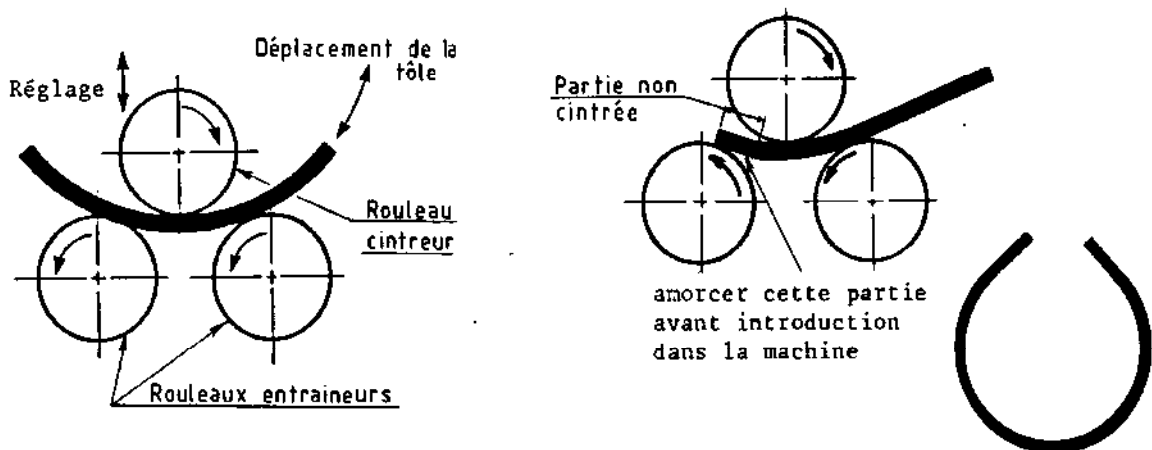 Déplacement de la
tôle
Réglage
Rouleau
cintreur
Rouleaux entraineurs
Partie non
cintrée
amorcer cette partie
avant introduction
dans la machine